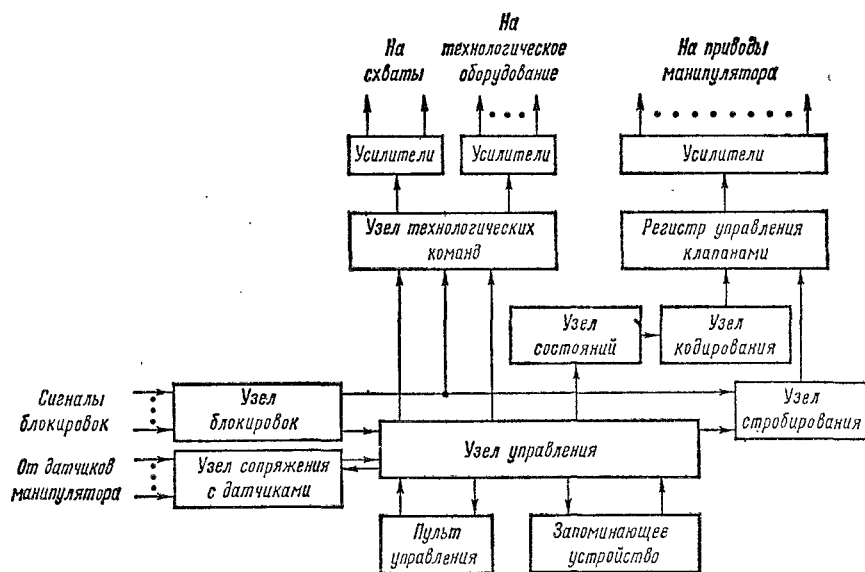 На
схваты
На
технологическое
оборудование
На приводы
манипулятора
Усилители
Усилители
Усилители
Узел технологических
команд
Регистр управления
клапанами
Узел
состояний
Узел
кодирования
Сигналы
блокировок
Узел
блокировок
Узел
стробирования
Узел управления
От датчиков
манипулятора
Узел сопряжения
с датчиками
Пульт
управления
Запоминающее
устройство